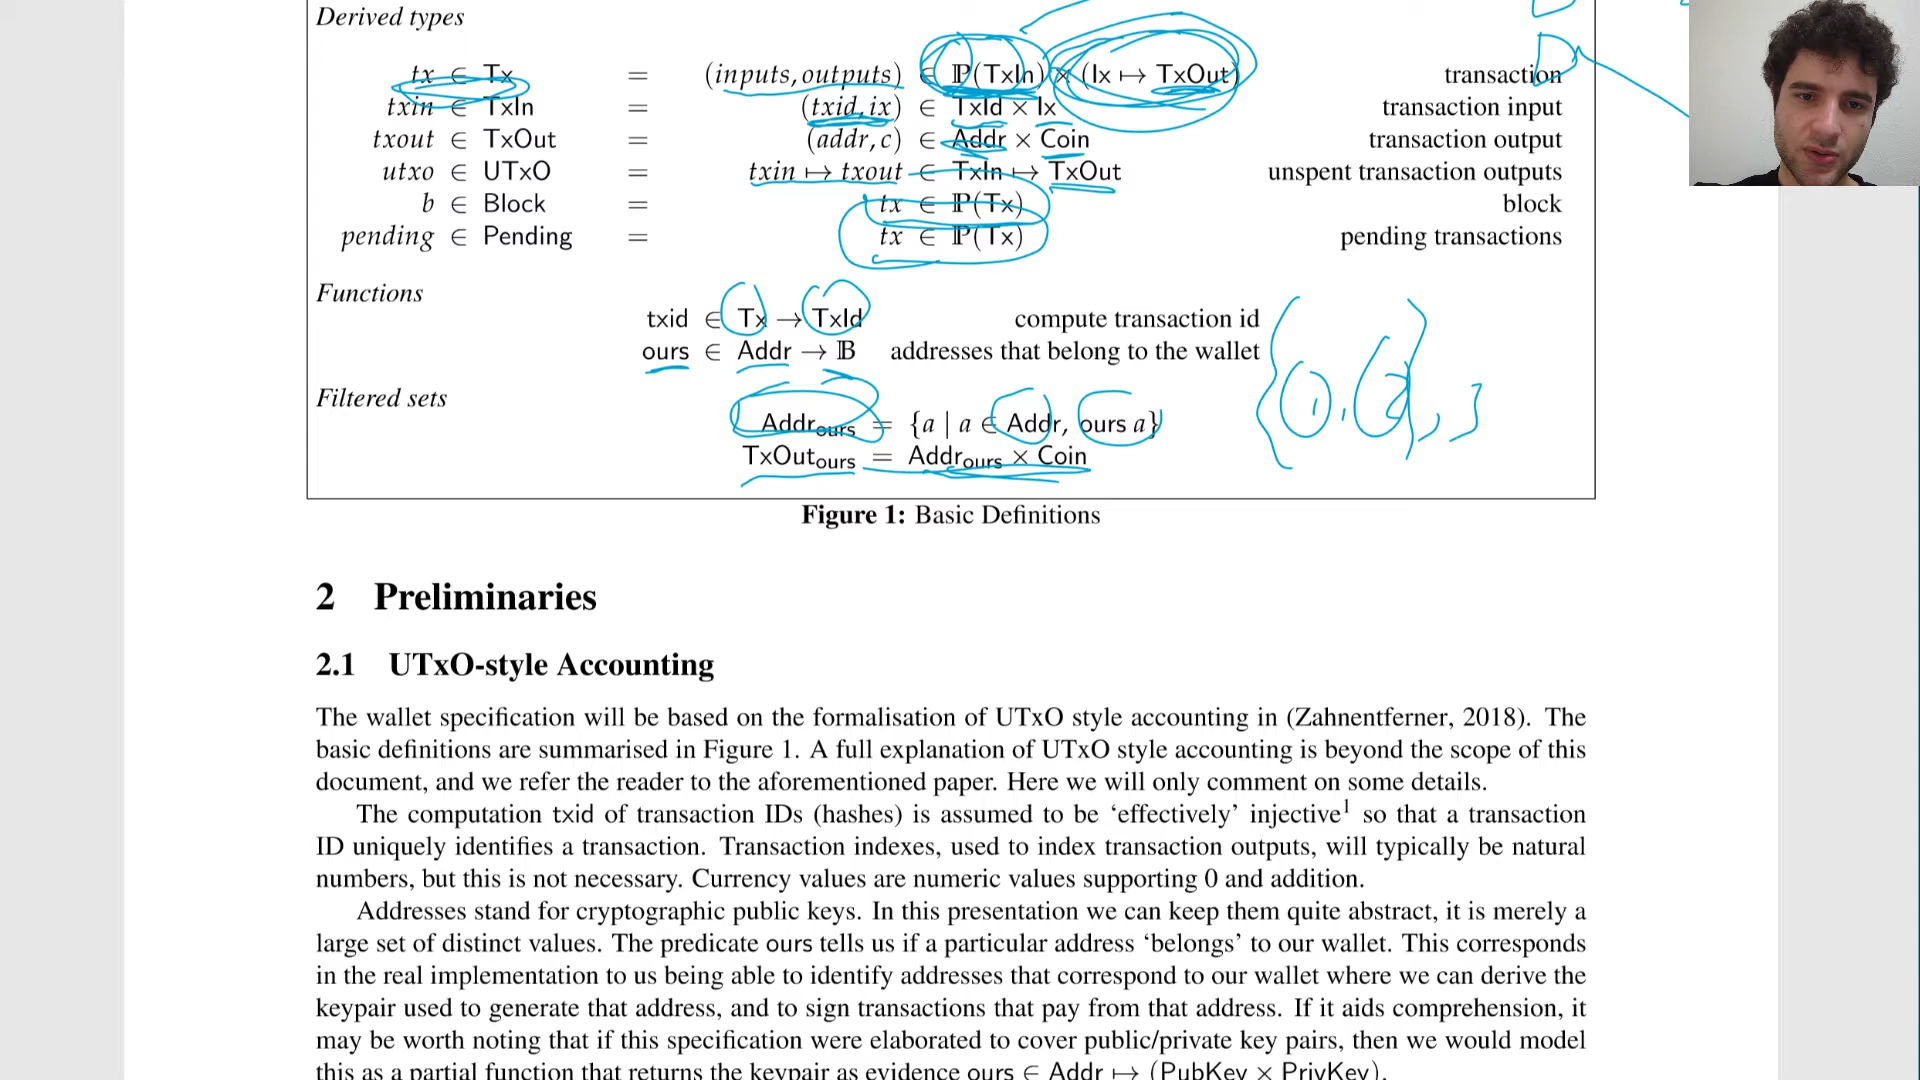 Derived types
tx ∈ Tx = (inputs, outputs) ∈ ℙ(TxIn) × (Ix ↦ TxOut) transaction
txin ∈ TxIn = (txid, ix) ∈ TxId × Ix transaction input
txout ∈ TxOut = (addr, c) ∈ Addr × Coin transaction output
utxo ∈ UTxO = txin ↦ txout ∈ TxIn ↦ TxOut unspent transaction outputs
b ∈ Block = tx ∈ ℙ(Tx) block
pending ∈ Pending = tx ∈ ℙ(Tx) pending transactions
Functions
txid ∈ Tx → TxId compute transaction id
ours ∈ Addr → 𝔹 addresses that belong to the wallet
Filtered sets
Addr_ours = {a | a ∈ Addr, ours a}
TxOut_ours = Addr_ours × Coin
Figure 1: Basic Definitions
2 Preliminaries
2.1 UTxO-style Accounting
The wallet specification will be based on the formalisation of UTxO style accounting in (Zahnentferner, 2018). The
basic definitions are summarised in Figure 1. A full explanation of UTxO style accounting is beyond the scope of this
document, and we refer the reader to the aforementioned paper. Here we will only comment on some details.
The computation txid of transaction IDs (hashes) is assumed to be ‘effectively’ injective¹ so that a transaction
ID uniquely identifies a transaction. Transaction indexes, used to index transaction outputs, will typically be natural
numbers, but this is not necessary. Currency values are numeric values supporting 0 and addition.
Addresses stand for cryptographic public keys. In this presentation we can keep them quite abstract, it is merely a
large set of distinct values. The predicate ours tells us if a particular address ‘belongs’ to our wallet. This corresponds
in the real implementation to us being able to identify addresses that correspond to our wallet where we can derive the
keypair used to generate that address, and to sign transactions that pay from that address. If it aids comprehension, it
may be worth noting that if this specification were elaborated to cover public/private key pairs, then we would model
this as a partial function that returns the keypair as evidence ours ∈ Addr ↦ (PubKey × PrivKey).